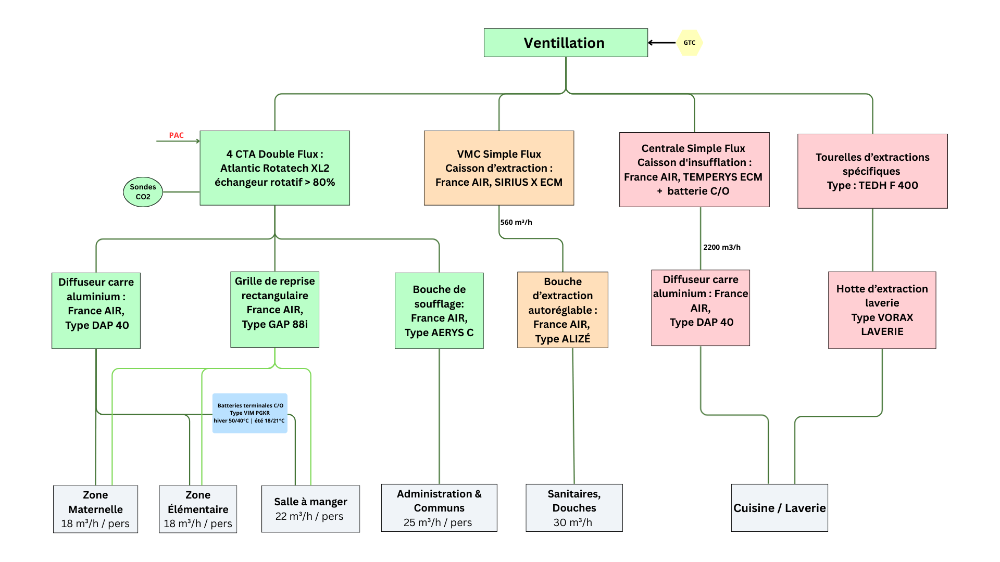 Ventillation
GTC
PAC
Sondes
CO2
4 CTA Double Flux :
Atlantic Rotatech XL2
échangeur rotatif > 80%
VMC Simple Flux
Caisson d’extraction :
France AIR, SIRIUS X ECM
Centrale Simple Flux
Caisson d'insufflation :
France AIR, TEMPERYS ECM
+ batterie C/O
Tourelles d’extractions
spécifiques
Type : TEDH F 400
560 m³/h
2200 m3/h
Diffuseur carre
aluminium :
France AIR,
Type DAP 40
Grille de reprise
rectangulaire
France AIR,
Type GAP 88i
Bouche de
soufflage:
France AIR,
Type AERYS C
Bouche
d’extraction
autoréglable :
France AIR,
Type ALIZÉ
Diffuseur carre
aluminium : France
AIR,
Type DAP 40
Hotte d’extraction
laverie
Type VORAX
LAVERIE
Batteries terminales C/O
Type VIM PGKR
hiver 50/40°C | été 18/21°C
Zone
Maternelle
18 m³/h / pers
Zone
Élémentaire
18 m³/h / pers
Salle à manger
22 m³/h / pers
Administration &
Communs
25 m³/h / pers
Sanitaires,
Douches
30 m³/h
Cuisine / Laverie